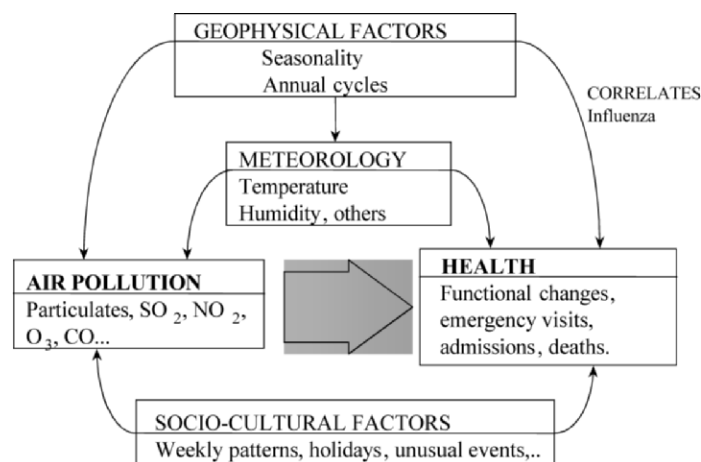 GEOPHYSICAL FACTORS
Seasonality
Annual cycles
CORRELATES
Influenza
METEOROLOGY
Temperature
Humidity, others
AIR POLLUTION
Particulates, SO 2, NO 2,
O3, CO...
HEALTH
Functional changes,
emergency visits,
admissions, deaths.
SOCIO-CULTURAL FACTORS
Weekly patterns, holidays, unusual events,..